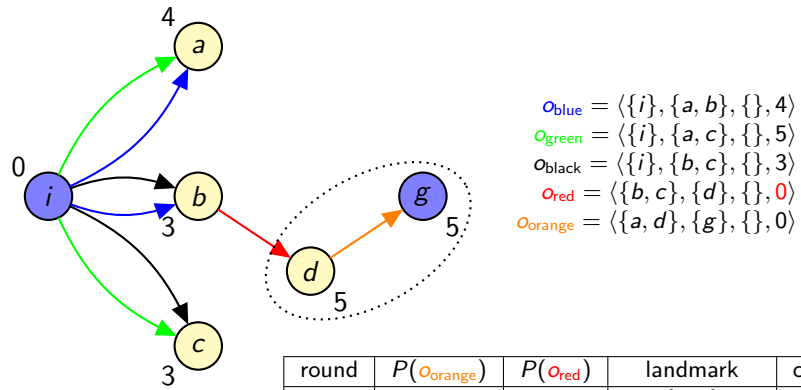 4
a
0
i
b
3
c
3
d
5
g
5
o_blue = ⟨{i}, {a, b}, {}, 4⟩
o_green = ⟨{i}, {a, c}, {}, 5⟩
o_black = ⟨{i}, {b, c}, {}, 3⟩
o_red = ⟨{b, c}, {d}, {}, 0⟩
o_orange = ⟨{a, d}, {g}, {}, 0⟩
round P(o_orange) P(o_red) landmark